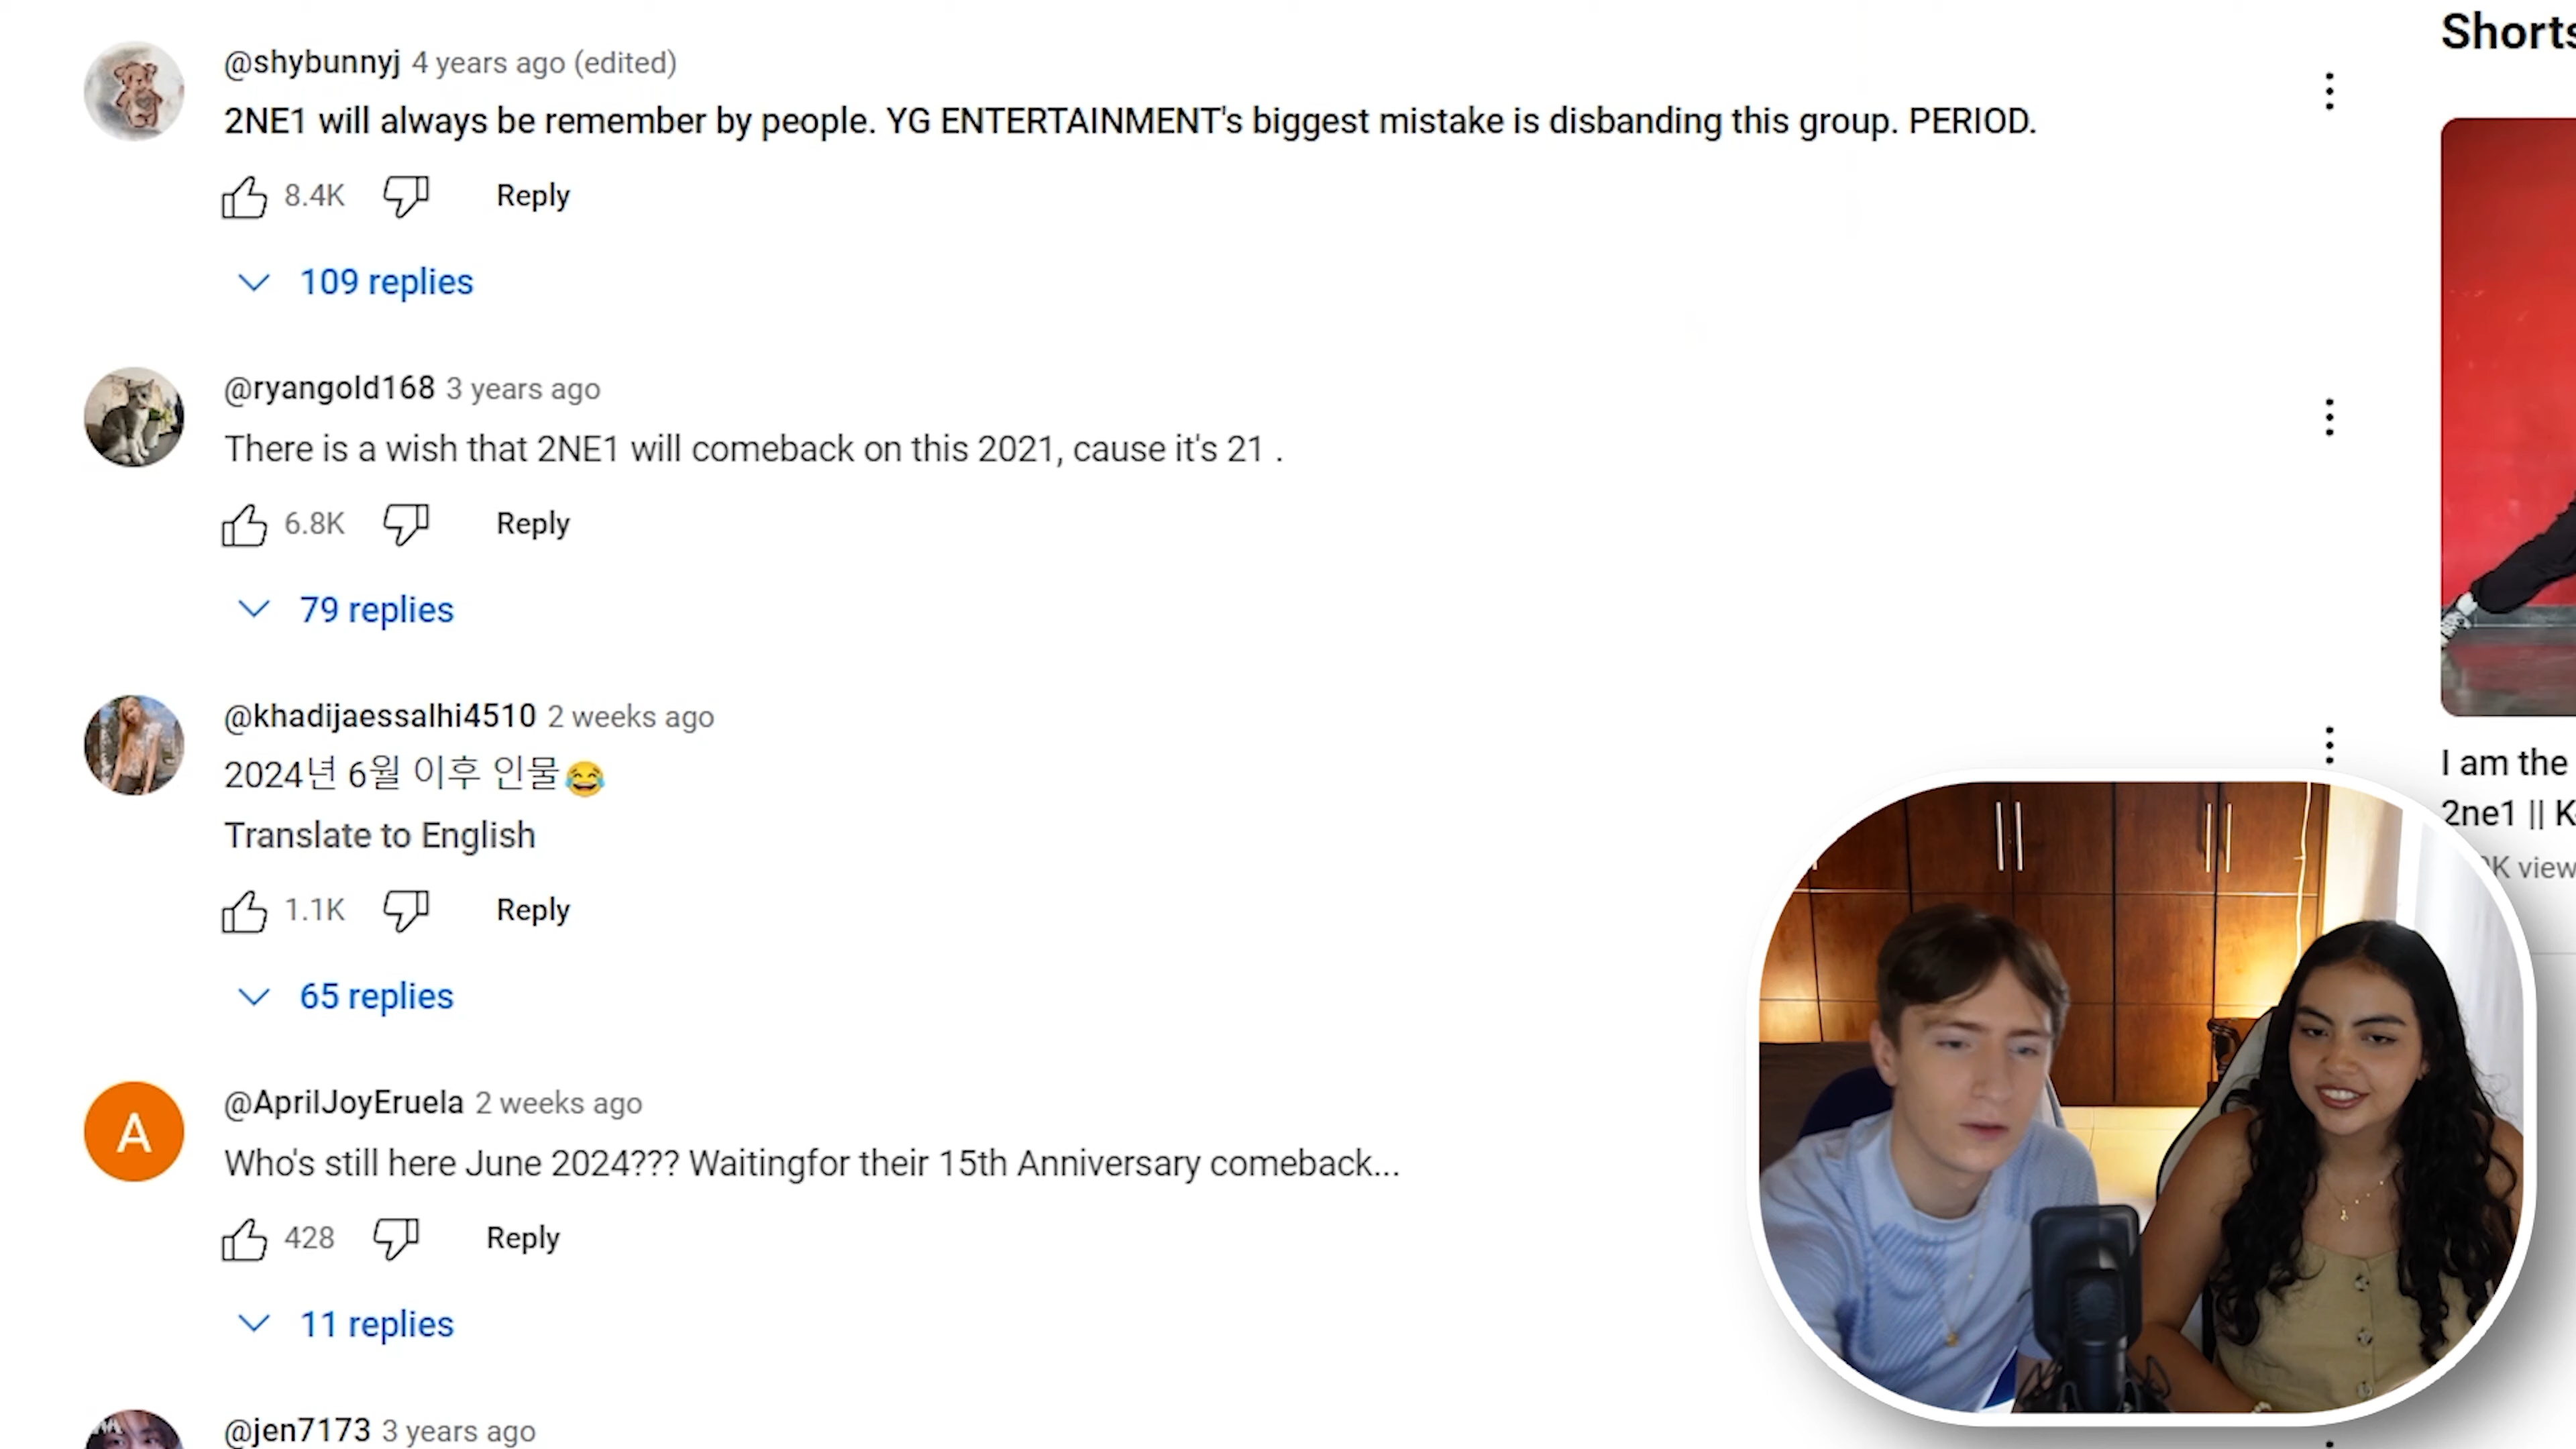 Shorts
@shybunnyj 4 years ago (edited)
2NE1 will always be remember by people. YG ENTERTAINMENT's biggest mistake is disbanding this group. PERIOD.
8.4K Reply
109 replies
@ryangold168 3 years ago
There is a wish that 2NE1 will comeback on this 2021, cause it's 21 .
6.8K Reply
79 replies
@khadijaessalhi4510 2 weeks ago
2024년 6월 이후 인물😂
Translate to English
1.1K Reply
65 replies
I am the
2ne1 || K
K view
@AprilJoyEruela 2 weeks ago
A
Who's still here June 2024??? Waitingfor their 15th Anniversary comeback...
428 Reply
11 replies
@jen7173 3 years ago